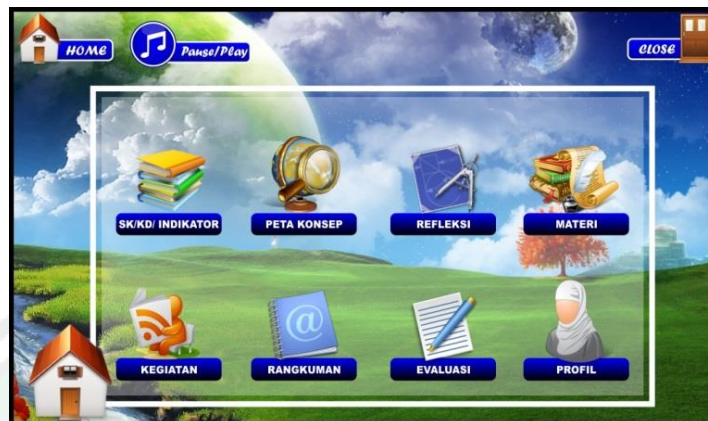 HOME
Pause/Play
CLOSE
SK/KD/ INDIKATOR
PETA KONSEP
REFLEKSI
MATERI
KEGIATAN
RANGKUMAN
EVALUASI
PROFIL